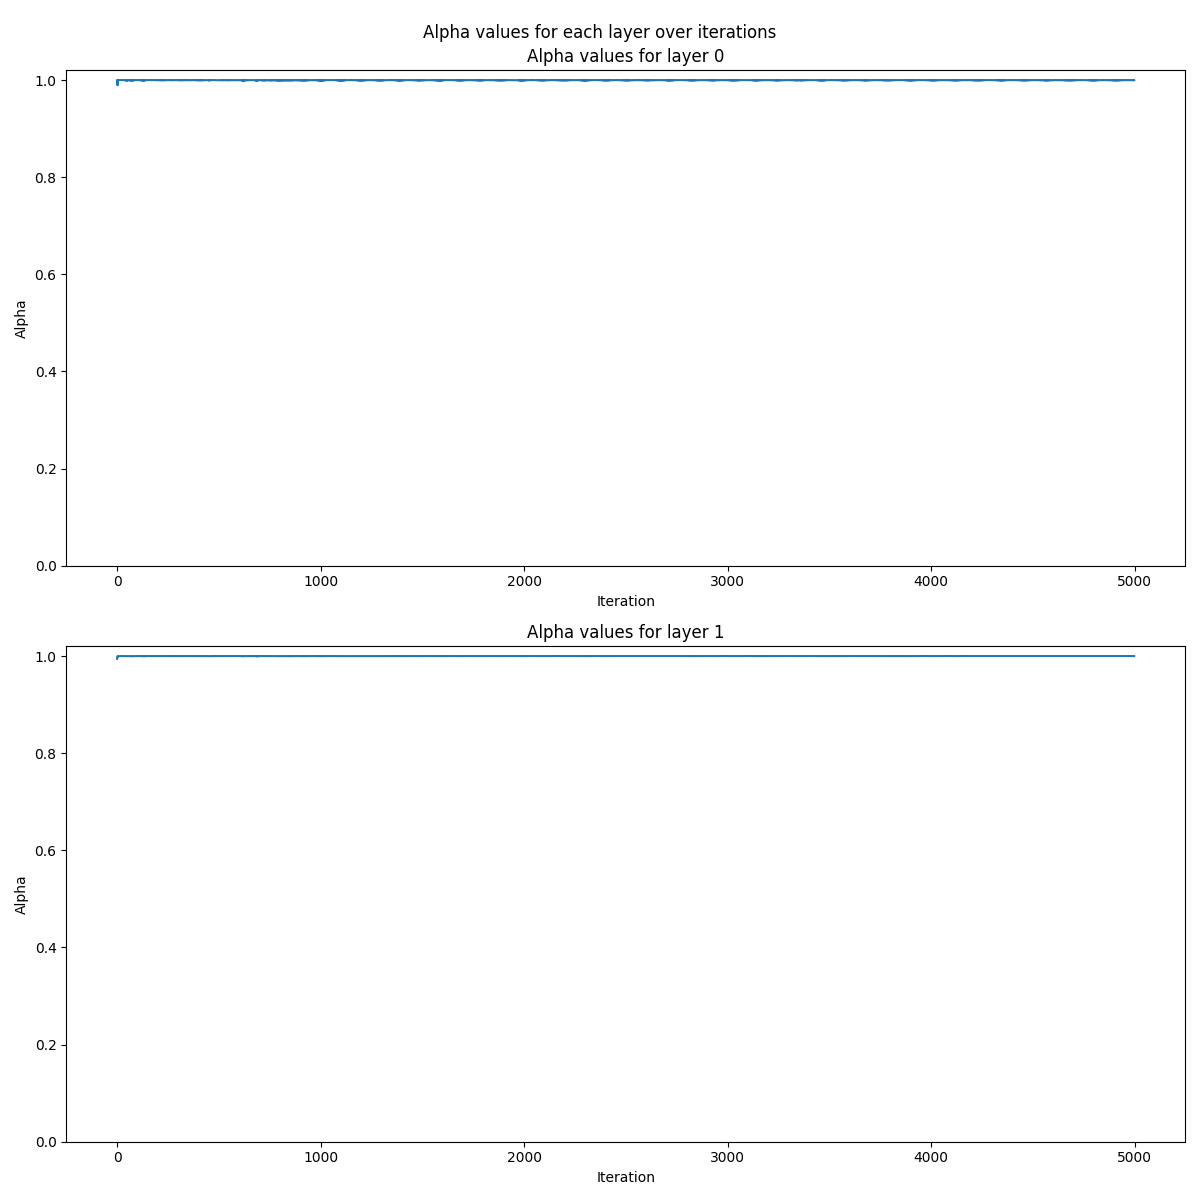 Alpha values for each layer over iterations
Alpha values for layer 0
1.0
0.8
0.6
0.4
0.2
0.0
Alpha
0 1000 2000 3000 4000 5000
Iteration
Alpha values for layer 1
1.0
0.8
0.6
0.4
0.2
0.0
Alpha
0 1000 2000 3000 4000 5000
Iteration